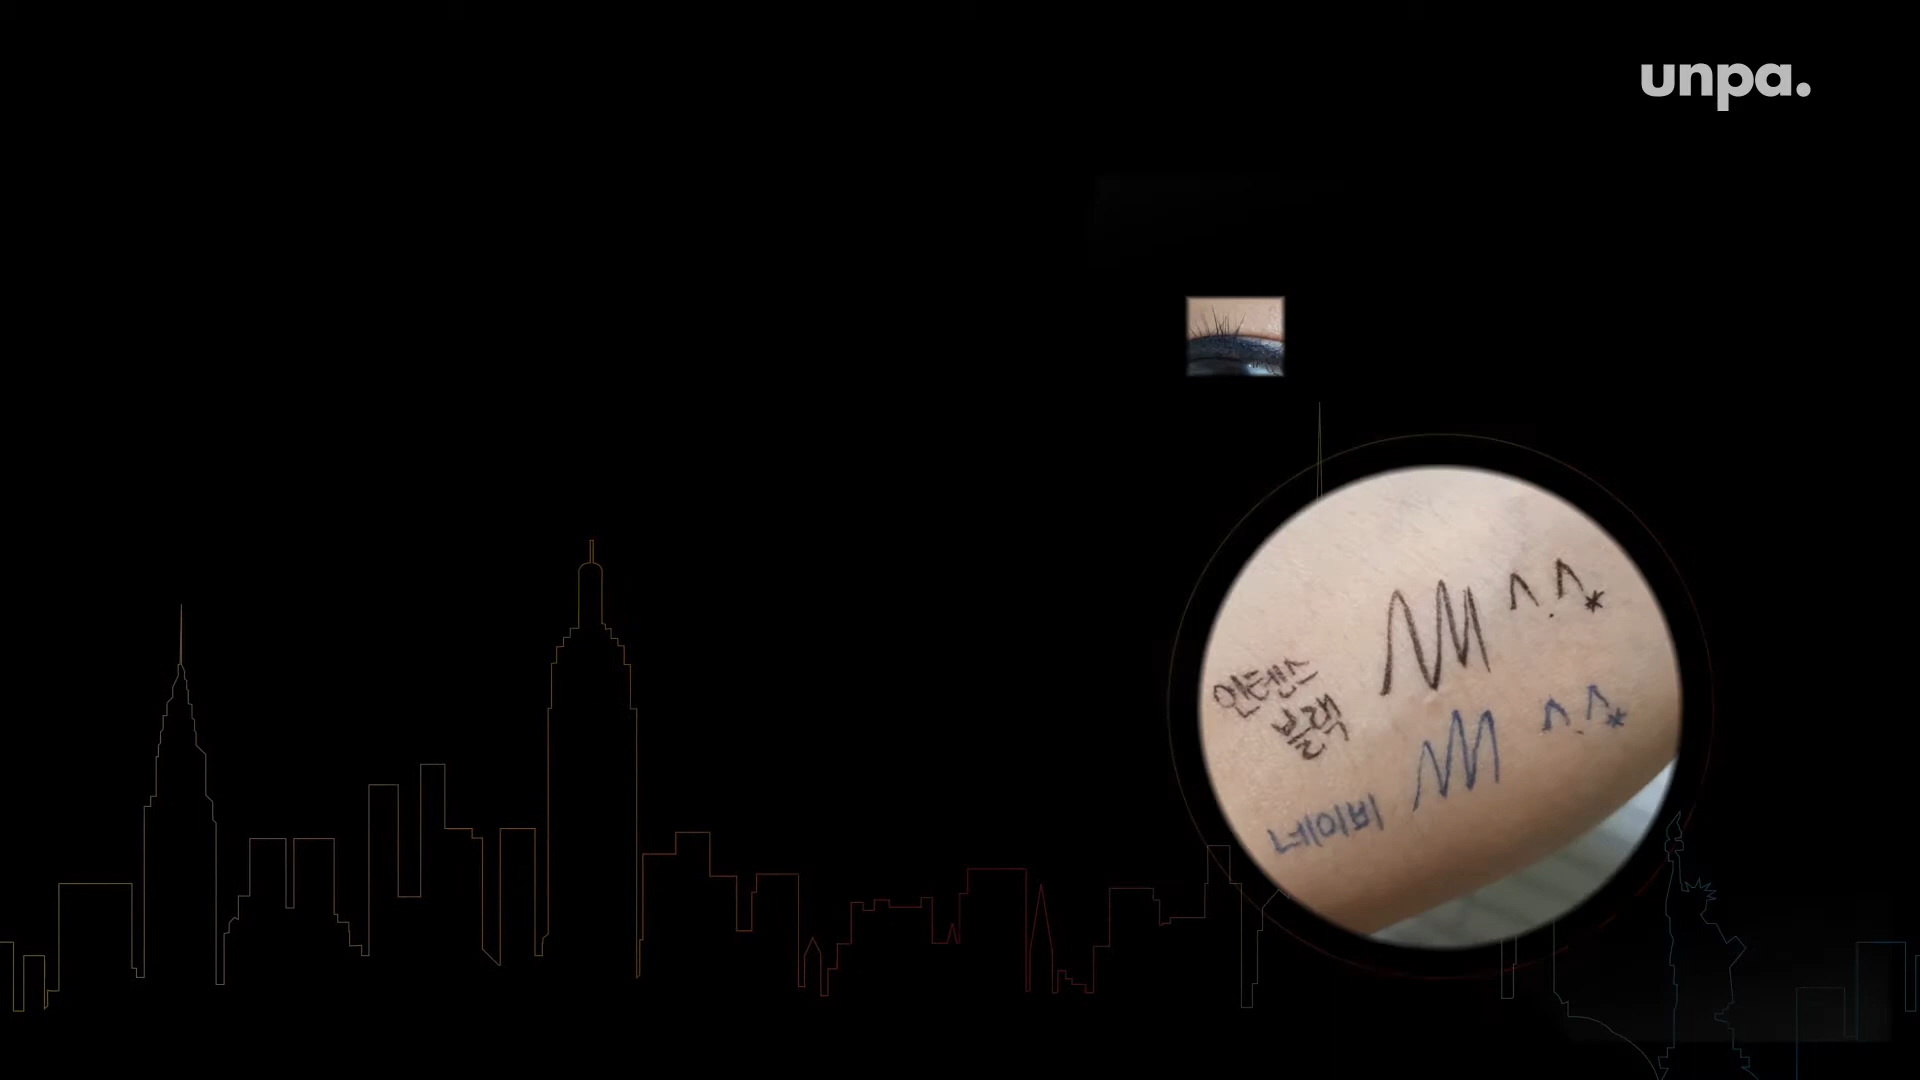 unpa.
인텐스
블랙
^.^*
네이비
^.^*